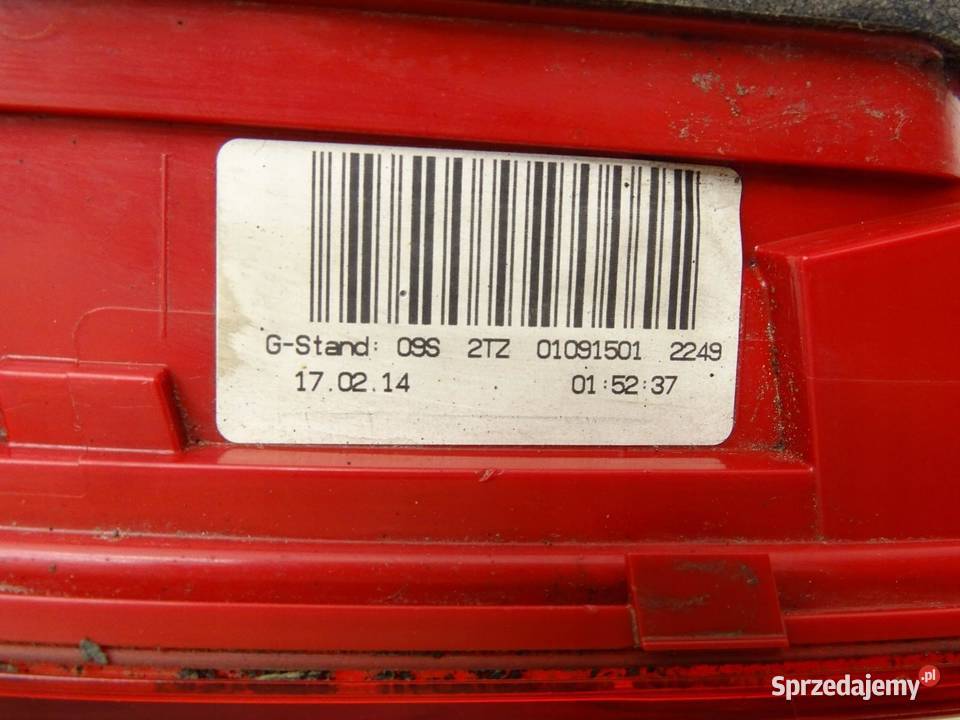 G-Stand: 09S 2TZ 01091501 2249
17.02.14 01:52:37
Sprzedajemy.pl